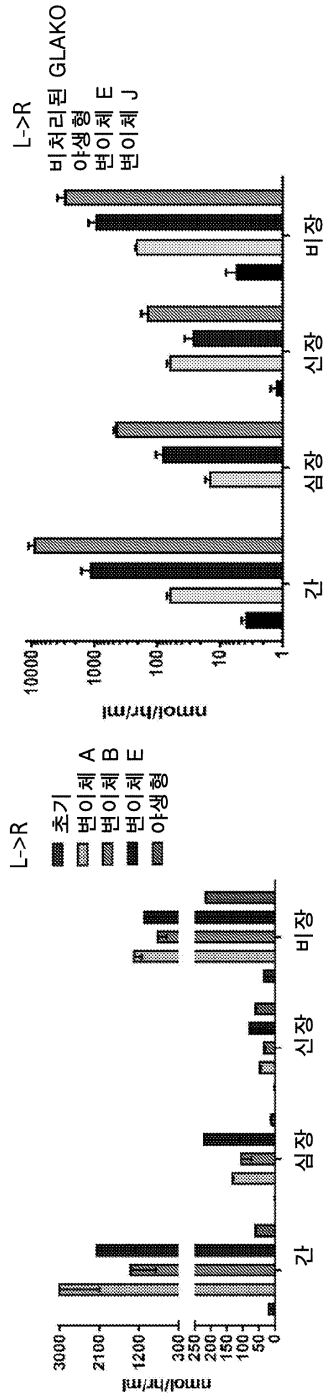 L->R
초기
변이체 A
변이체 B
변이체 E
야생형
nmol/hr/ml
3000
2100
1200
300
250
200
150
100
50
0
간
심장
신장
비장
L->R
비처리된 GLAKO
야생형
변이체 E
변이체 J
nmol/hr/ml
10000
1000
100
10
1
간
심장
신장
비장